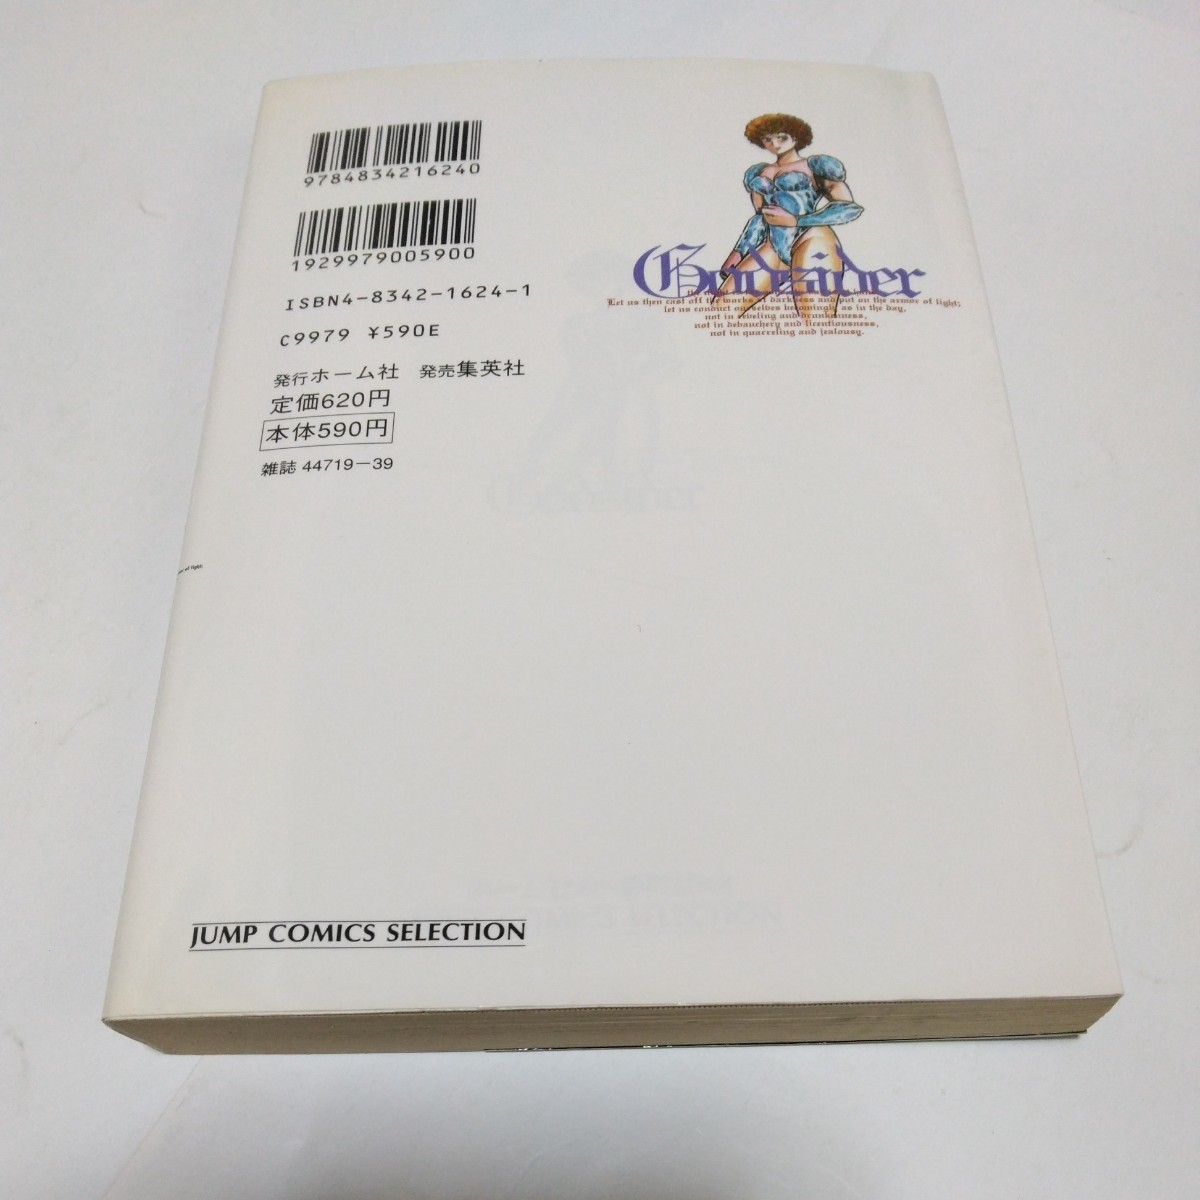 9784834216240
1929979005900
ISBN4-8342-1624-1
C9979 ¥590E
発行 ホーム社 発売 集英社
定価620円
本体590円
雑誌 44719-39
Godsider
Let us then cast off the works of darkness and put on the armor of light;
let us conduct ourselves becomingly as in the day,
not in reveling and drunkenness,
not in debauchery and licentiousness,
not in quarreling and jealousy.
of light;
JUMP COMICS SELECTION